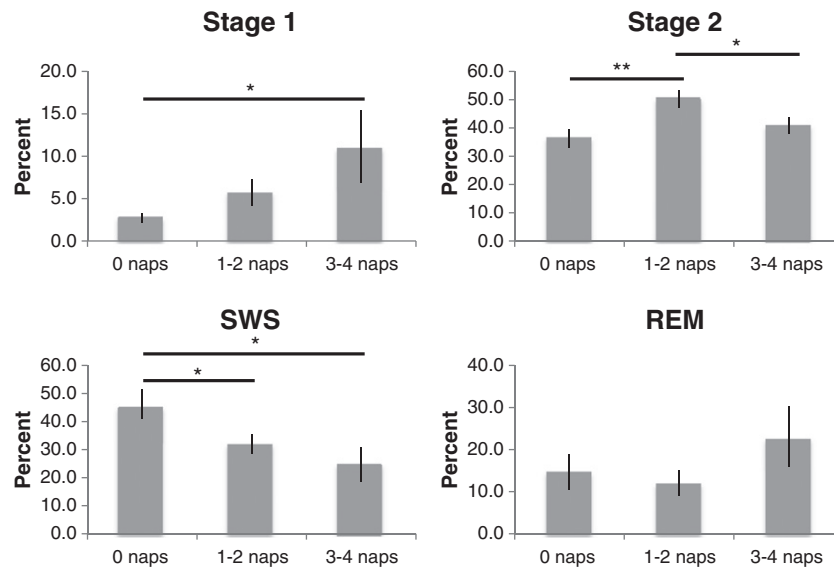 Stage 1
Percent
20.0
15.0
10.0
5.0
0.0
*
0 naps
1-2 naps
3-4 naps
Stage 2
Percent
60.0
50.0
40.0
30.0
20.0
10.0
0.0
**
*
0 naps
1-2 naps
3-4 naps
SWS
Percent
60.0
50.0
40.0
30.0
20.0
10.0
0.0
*
*
0 naps
1-2 naps
3-4 naps
REM
Percent
40.0
30.0
20.0
10.0
0.0
0 naps
1-2 naps
3-4 naps